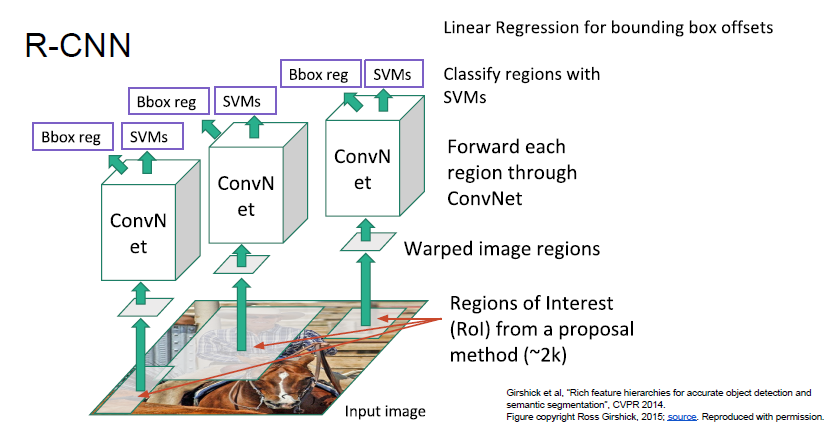 R-CNN
Linear Regression for bounding box offsets
Bbox reg
SVMs
Classify regions with
SVMs
Bbox reg
SVMs
Bbox reg
SVMs
ConvN
et
ConvN
et
ConvN
et
Forward each
region through
ConvNet
Warped image regions
Regions of Interest
(RoI) from a proposal
method (~2k)
Input image
Girshick et al, “Rich feature hierarchies for accurate object detection and
semantic segmentation”, CVPR 2014.
Figure copyright Ross Girshick, 2015; source. Reproduced with permission.